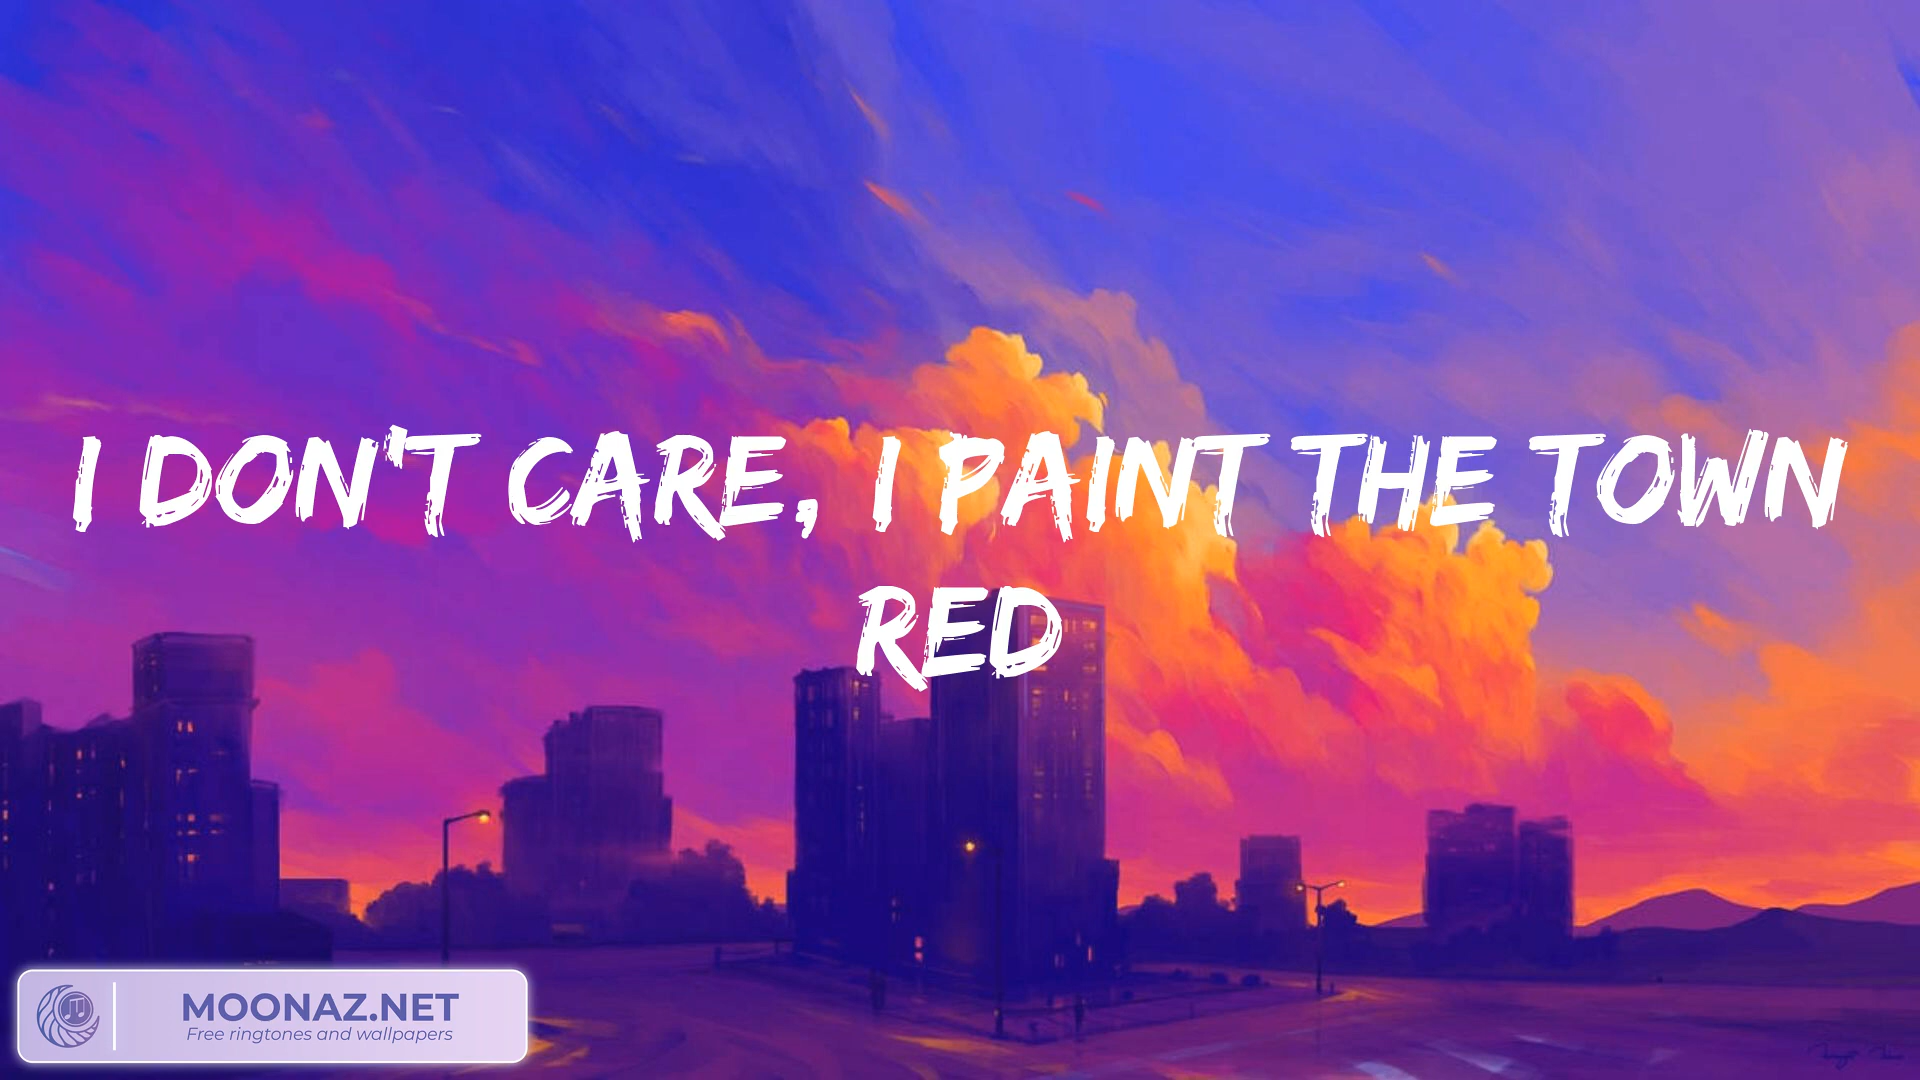 I DON'T CARE, I PAINT THE TOWN
RED
MOONAZ.NET
Free ringtones and wallpapers